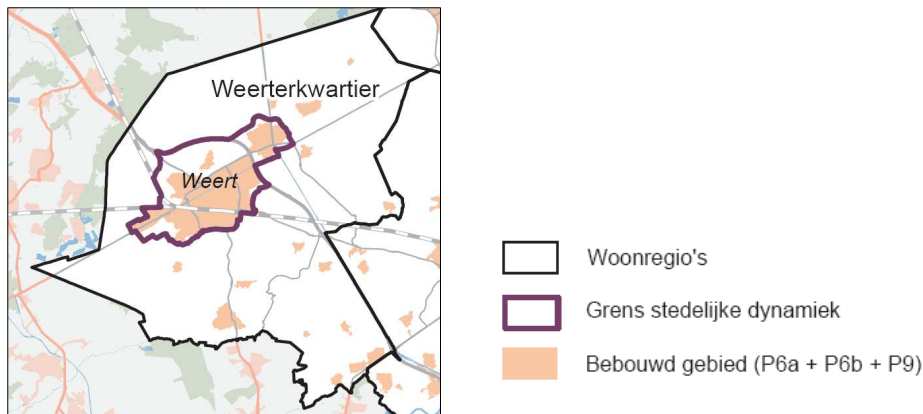 Weerterkwartier
Weert
Woonregio's
Grens stedelijke dynamiek
Bebouwd gebied (P6a + P6b + P9)